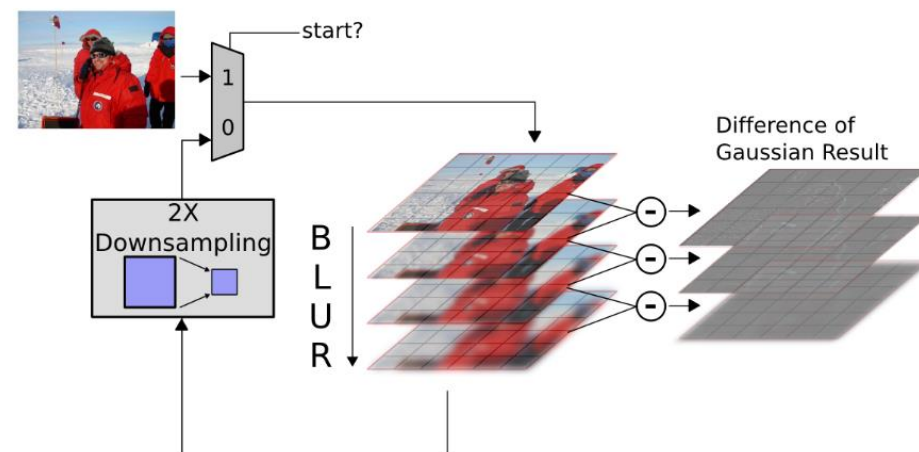 start?
1
0
2X
Downsampling
B
L
U
R
-
-
-
Difference of
Gaussian Result